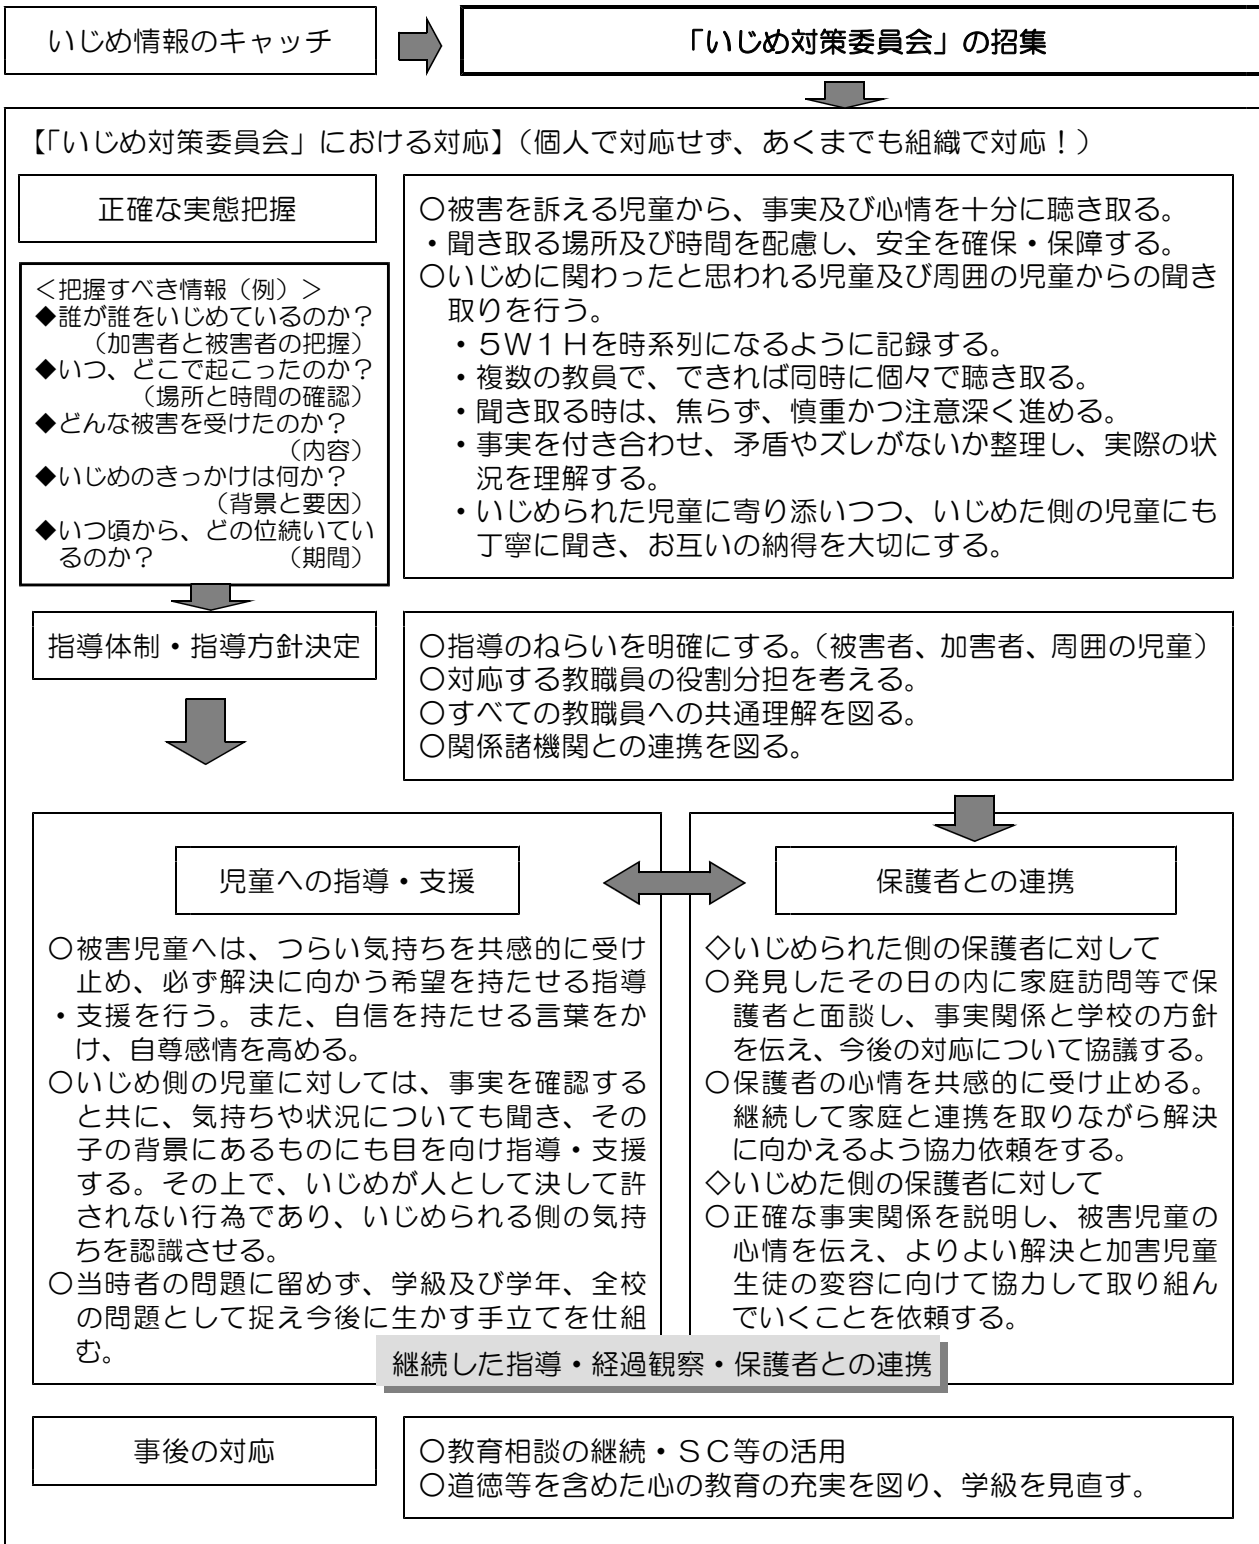 いじめ情報のキャッチ
「いじめ対策委員会」の招集
【「いじめ対策委員会」における対応】（個人で対応せず、あくまでも組織で対応！）
正確な実態把握
＜把握すべき情報（例）＞
◆誰が誰をいじめているのか？
（加害者と被害者の把握）
◆いつ、どこで起こったのか？
（場所と時間の確認）
◆どんな被害を受けたのか？
（内容）
◆いじめのきっかけは何か？
（背景と要因）
◆いつ頃から、どの位続いてい
るのか？　（期間）
○被害を訴える児童から、事実及び心情を十分に聴き取る。
・聞き取る場所及び時間を配慮し、安全を確保・保障する。
○いじめに関わったと思われる児童及び周囲の児童からの聞き
取りを行う。
・５Ｗ１Ｈを時系列になるように記録する。
・複数の教員で、できれば同時に個々で聴き取る。
・聞き取る時は、焦らず、慎重かつ注意深く進める。
・事実を付き合わせ、矛盾やズレがないか整理し、実際の状
況を理解する。
・いじめられた児童に寄り添いつつ、いじめた側の児童にも
丁寧に聞き、お互いの納得を大切にする。
指導体制・指導方針決定
○指導のねらいを明確にする。（被害者、加害者、周囲の児童）
○対応する教職員の役割分担を考える。
○すべての教職員への共通理解を図る。
○関係諸機関との連携を図る。
児童への指導・支援
○被害児童へは、つらい気持ちを共感的に受け
止め、必ず解決に向かう希望を持たせる指導
・支援を行う。また、自信を持たせる言葉をか
け、自尊感情を高める。
○いじめ側の児童に対しては、事実を確認する
と共に、気持ちや状況についても聞き、その
子の背景にあるものにも目を向け指導・支援
する。その上で、いじめが人として決して許
されない行為であり、いじめられる側の気持
ちを認識させる。
○当時者の問題に留めず、学級及び学年、全校
の問題として捉え今後に生かす手立てを仕組
む。
保護者との連携
◇いじめられた側の保護者に対して
○発見したその日の内に家庭訪問等で保
護者と面談し、事実関係と学校の方針
を伝え、今後の対応について協議する。
○保護者の心情を共感的に受け止める。
継続して家庭と連携を取りながら解決
に向かえるよう協力依頼をする。
◇いじめた側の保護者に対して
○正確な事実関係を説明し、被害児童の
心情を伝え、よりよい解決と加害児童
生徒の変容に向けて協力して取り組ん
でいくことを依頼する。
継続した指導・経過観察・保護者との連携
事後の対応
○教育相談の継続・ＳＣ等の活用
○道徳等を含めた心の教育の充実を図り、学級を見直す。